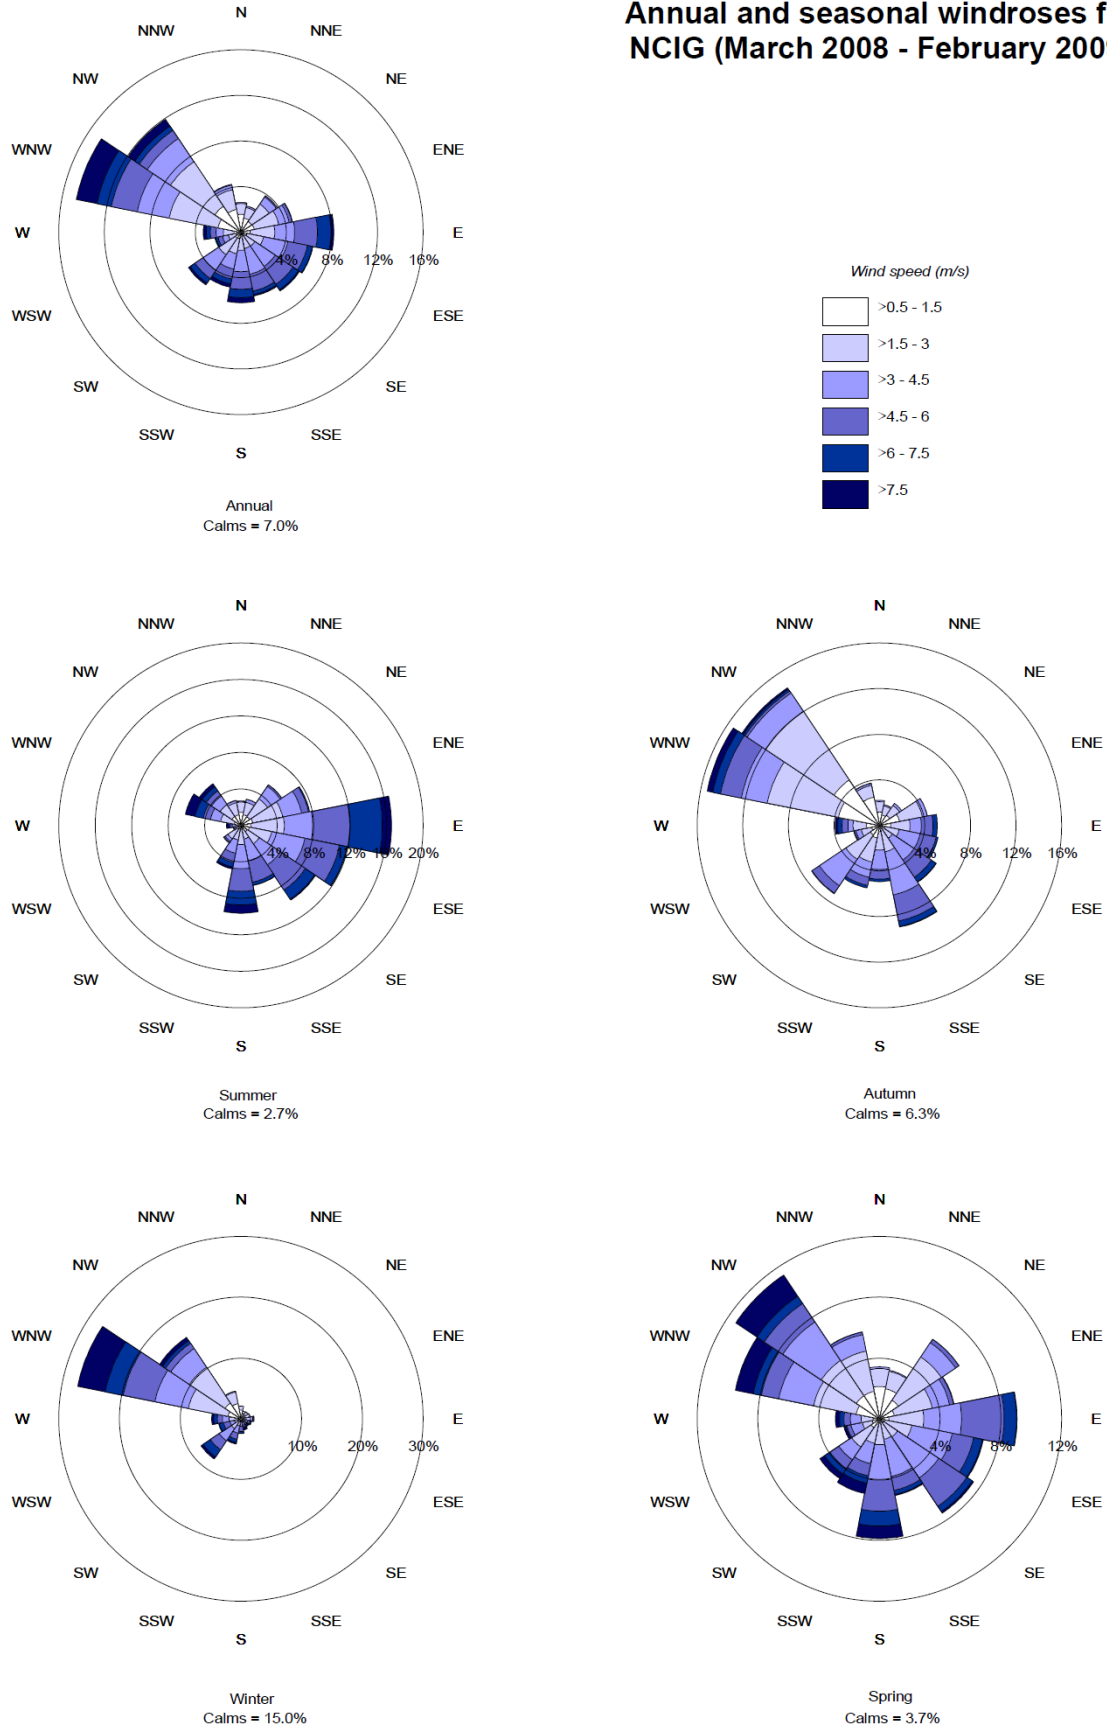 Annual and seasonal windroses f
NCIG (March 2008 - February 200
N
NNW NNE
NW NE
WNW ENE
W E
4% 8% 12% 16%
WSW ESE
SW SE
SSW SSE
S
Annual
Calms = 7.0%
Wind speed (m/s)
>0.5 - 1.5
>1.5 - 3
>3 - 4.5
>4.5 - 6
>6 - 7.5
>7.5
N
NNW NNE
NW NE
WNW ENE
W E
4% 8% 12% 16% 20%
WSW ESE
SW SE
SSW SSE
S
Summer
Calms = 2.7%
N
NNW NNE
NW NE
WNW ENE
W E
4% 8% 12% 16%
WSW ESE
SW SE
SSW SSE
S
Autumn
Calms = 6.3%
N
NNW NNE
NW NE
WNW ENE
W E
10% 20% 30%
WSW ESE
SW SE
SSW SSE
S
Winter
Calms = 15.0%
N
NNW NNE
NW NE
WNW ENE
W E
4% 8% 12%
WSW ESE
SW SE
SSW SSE
S
Spring
Calms = 3.7%